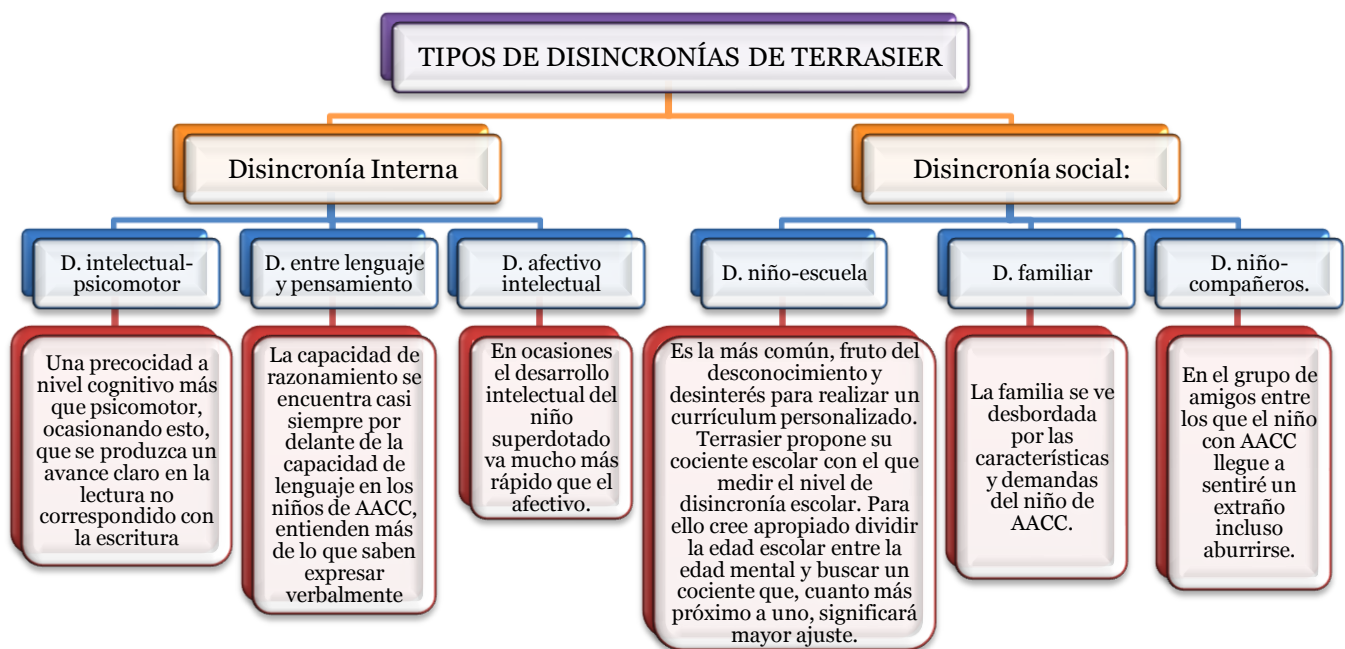 TIPOS DE DISINCRONÍAS DE TERRASIER
Disincronía Interna
Disincronía social:
D. intelectual-
psicomotor
D. entre lenguaje
y pensamiento
D. afectivo
intelectual
D. niño-escuela
D. familiar
D. niño-
compañeros.
Una precocidad a
nivel cognitivo más
que psicomotor,
ocasionando esto,
que se produzca un
avance claro en la
lectura no
correspondido con
la escritura
La capacidad de
razonamiento se
encuentra casi
siempre por
delante de la
capacidad de
lenguaje en los
niños de AACC,
entienden más
de lo que saben
expresar
verbalmente
En ocasiones
el desarrollo
intelectual del
niño
superdotado
va mucho más
rápido que el
afectivo.
Es la más común, fruto del
desconocimiento y
desinterés para realizar un
currículum personalizado.
Terrasier propone su
cociente escolar con el que
medir el nivel de
disincronía escolar. Para
ello cree apropiado dividir
la edad escolar entre la
edad mental y buscar un
cociente que, cuanto más
próximo a uno, significará
mayor ajuste.
La familia se ve
desbordada
por las
características
y demandas
del niño de
AACC.
En el grupo de
amigos entre
los que el niño
con AACC
llegue a
sentiré un
extraño
incluso
aburrirse.